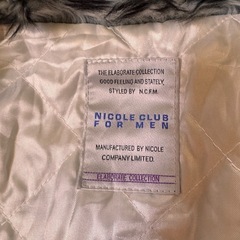 THE ELABORATE COLLECTION
GOOD FEELING AND STATELY,
STYLED BY N.C.F.M.
NICOLE CLUB
FOR MEN
MANUFACTURED BY NICOLE
COMPANY LIMITED.
ELABORATE COLLECTION